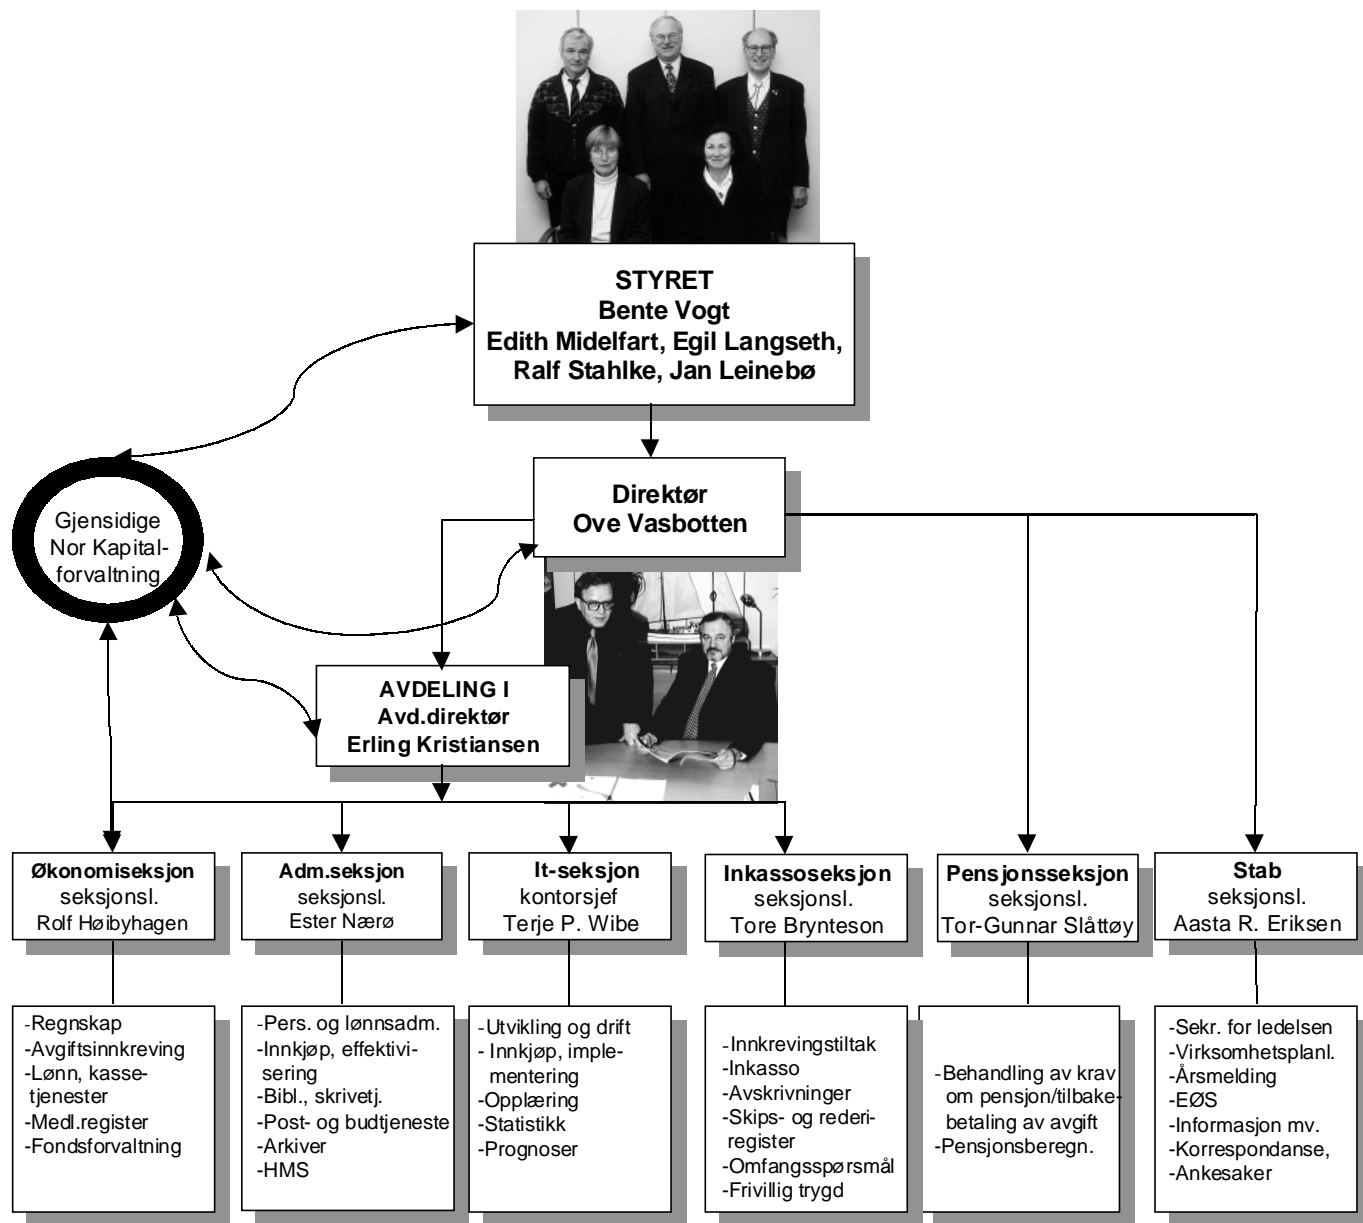 STYRET
Bente Vogt
Edith Midelfart, Egil Langseth,
Ralf Stahlke, Jan Leinebø
Direktør
Ove Vasbotten
Gjensidige
Nor Kapital-
forvaltning
AVDELING I
Avd.direktør
Erling Kristiansen
Økonomiseksjon
seksjonsl.
Rolf Høibyhagen
Adm.seksjon
seksjonsl.
Ester Nærø
It-seksjon
kontorsjef
Terje P. Wibe
Inkassoseksjon
seksjonsl.
Tore Brynteson
Pensjonsseksjon
seksjonsl.
Tor-Gunnar Slåttøy
Stab
seksjonsl.
Aasta R. Eriksen
-Regnskap
-Avgiftsinnkreving
-Lønn, kasse-
tjenester
-Medl.register
-Fondsforvaltning
-Pers. og lønnsadm.
-Innkjøp, effektivi-
sering
-Bibl., skrivetj.
-Post- og budtjeneste
-Arkiver
-HMS
-Utvikling og drift
- Innkjøp, imple-
mentering
-Opplæring
-Statistikk
-Prognoser
-Innkrevingstiltak
-Inkasso
-Avskrivninger
-Skips- og rederi-
register
-Omfangsspørsmål
-Frivillig trygd
-Behandling av krav
om pensjon/tilbake-
betaling av avgift
-Pensjonsberegn.
-Sekr. for ledelsen
-Virksomhetsplanl.
-Årsmelding
-EØS
-Informasjon mv.
-Korrespondanse,
-Ankesaker